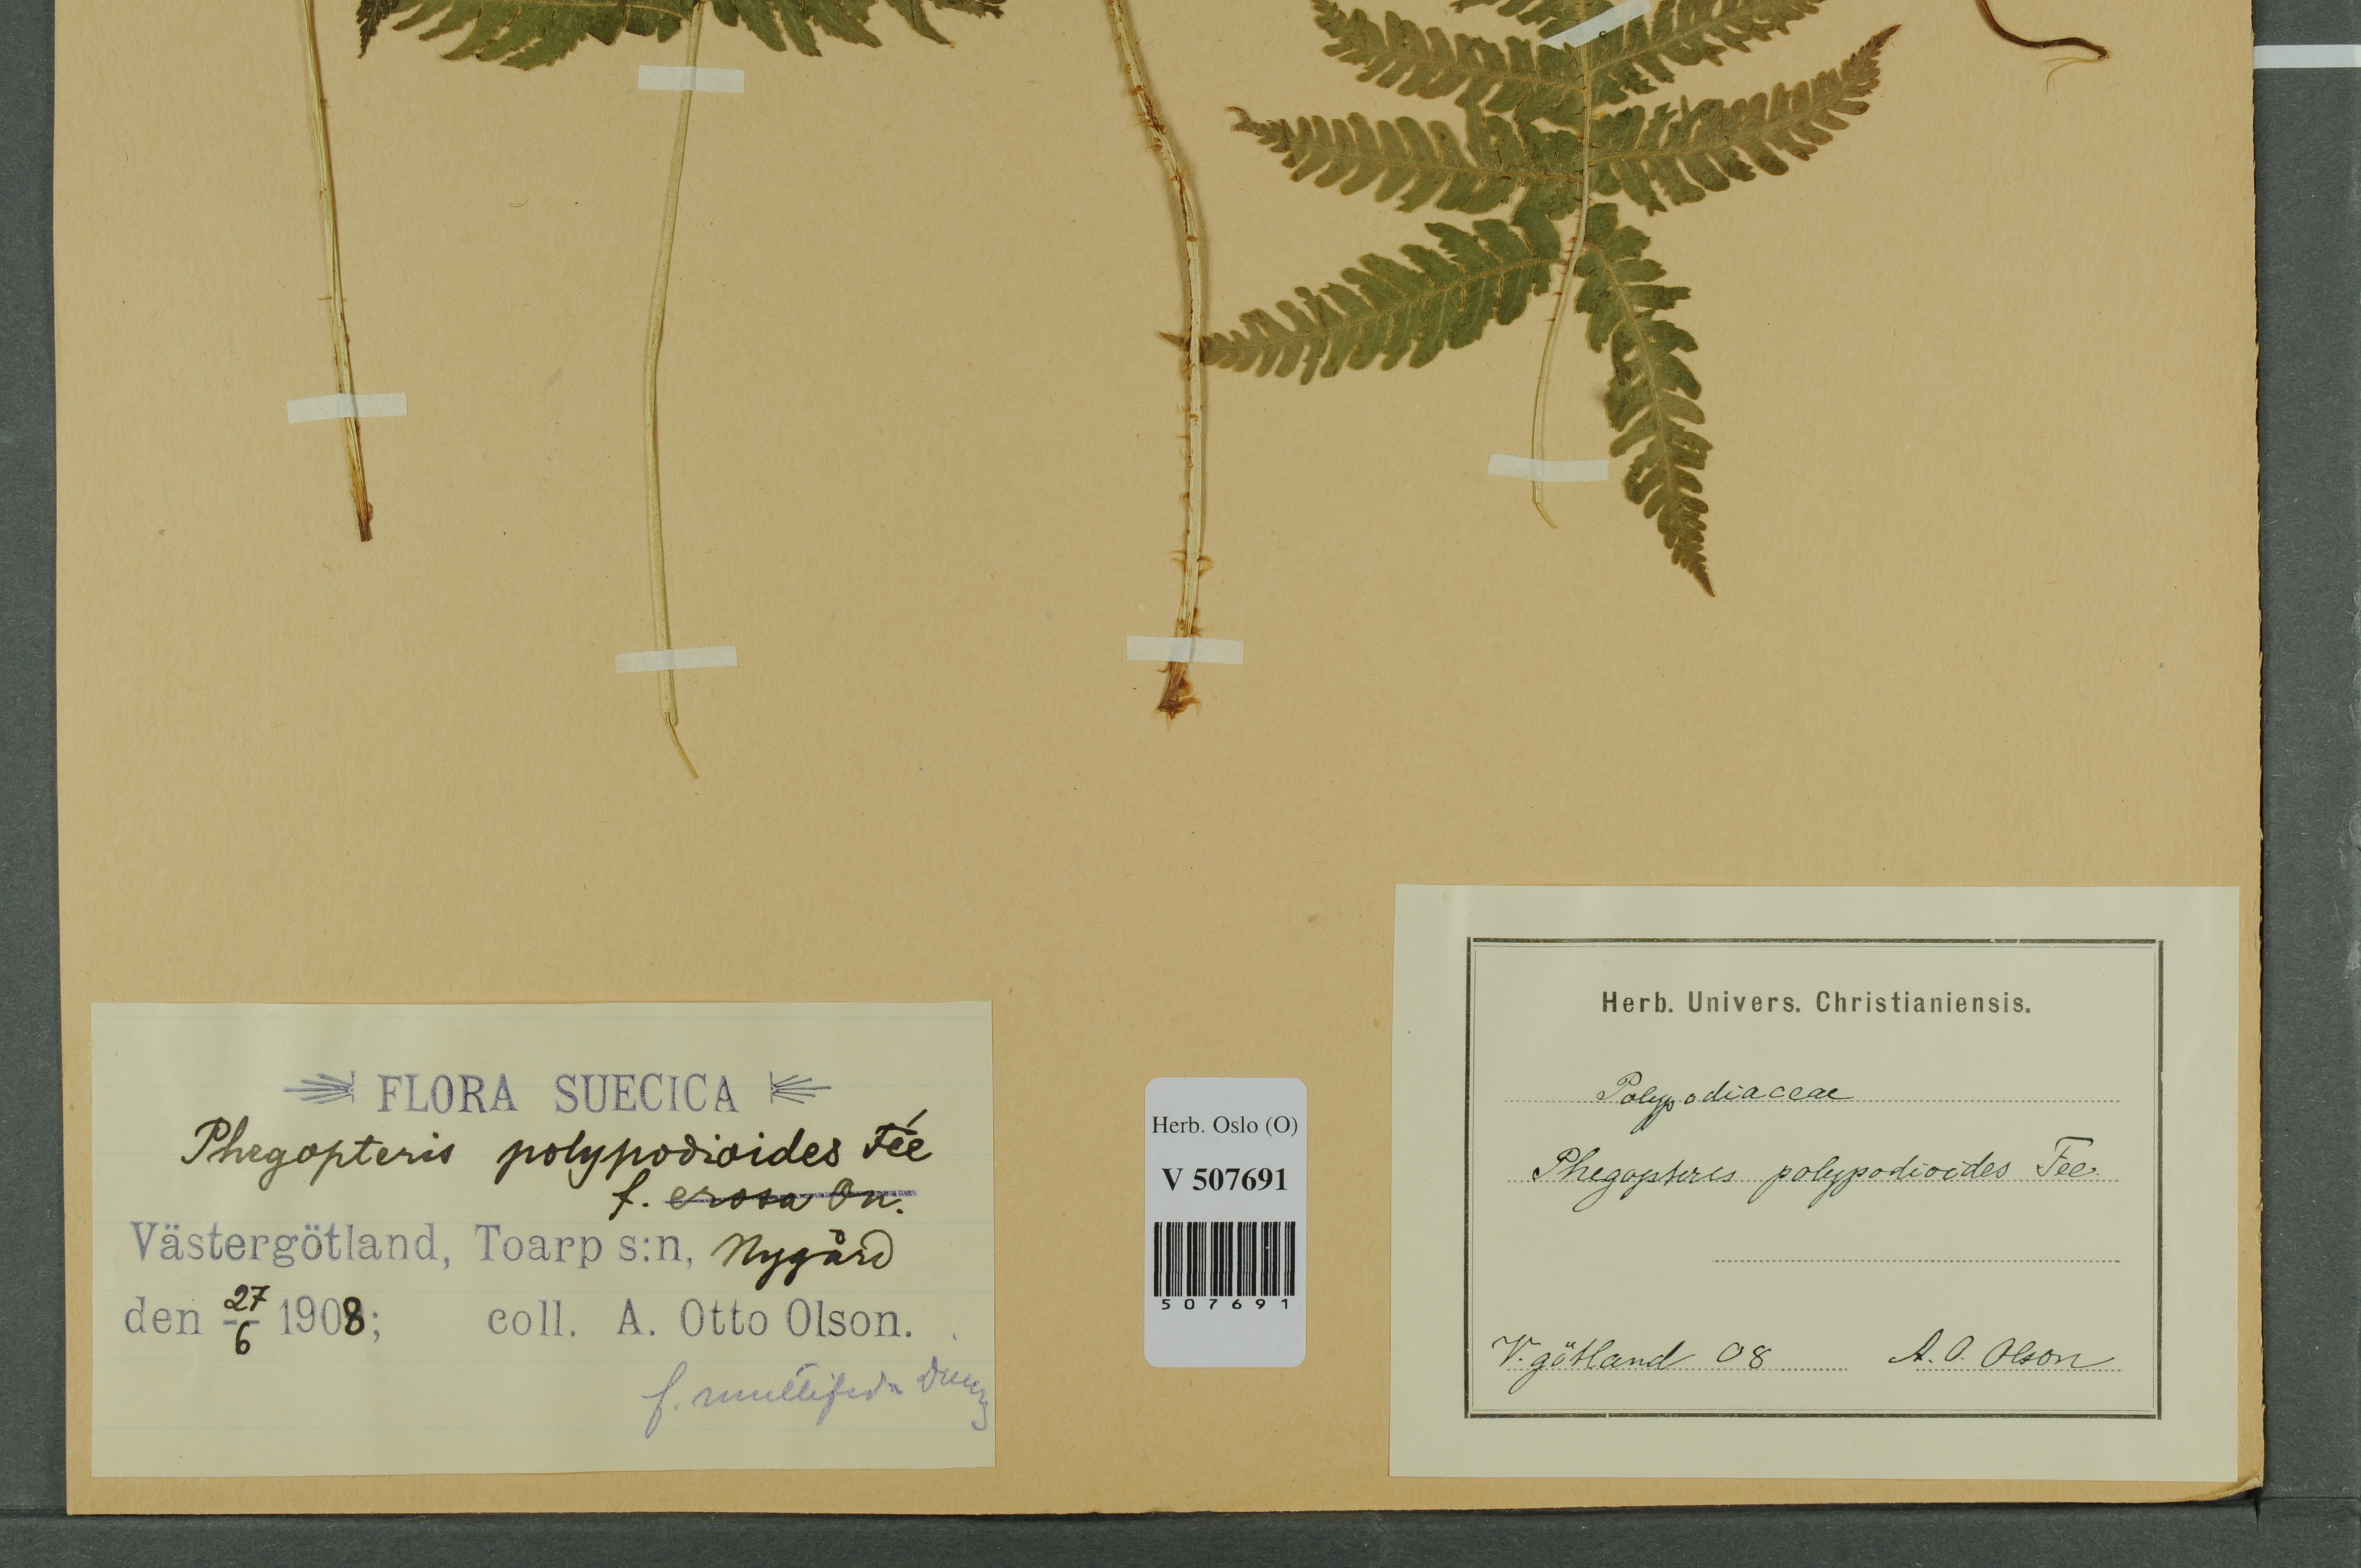 FLORA SUECICA
Phegopteris polypodioides Fée
f. erosa On.
Västergötland, Toarp s:n, Nygård
den 27/6 1908; coll. A. Otto Olson.
f. multifida
Herb. Oslo (O)
V 507691
507691
Herb. Univers. Christianiensis.
Polypodiaceae
Phegopteris polypodioides Fée.
V. götland 08 A. O. Olson